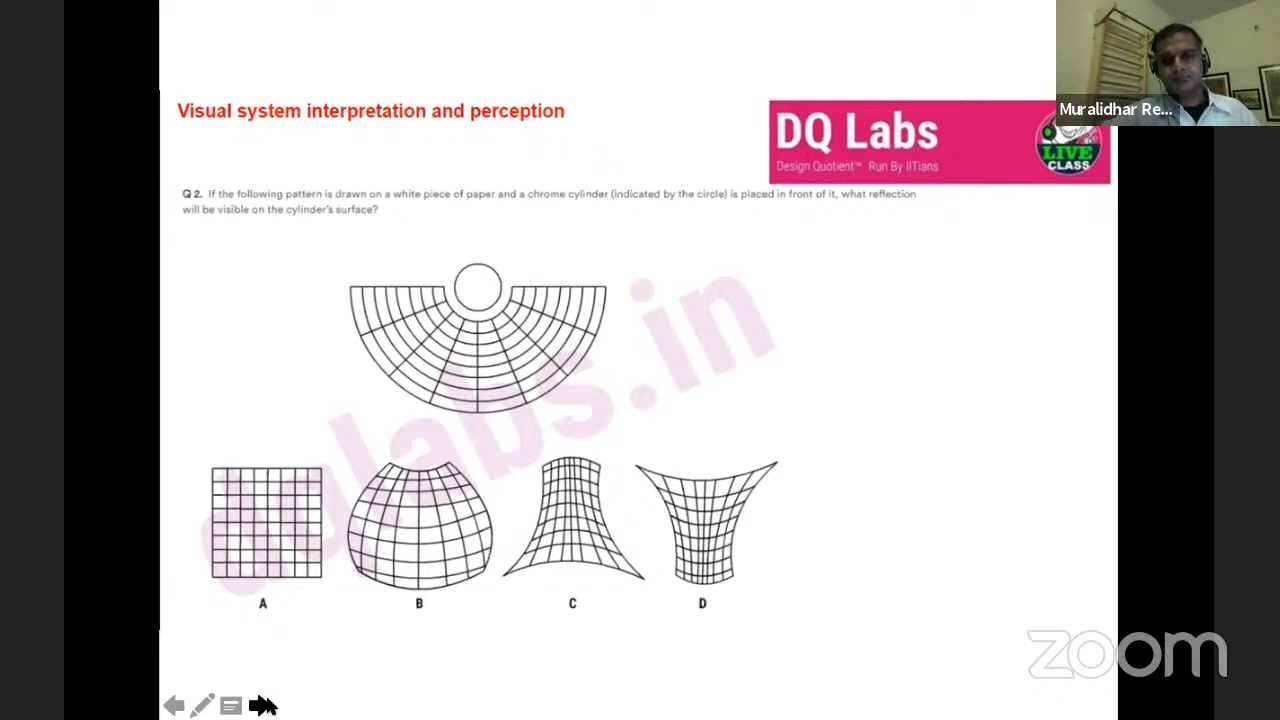 Muralidhar Re...
Visual system interpretation and perception
DQ Labs
Design Quotient™ Run By IITians
LIVE
CLASS
Q 2. If the following pattern is drawn on a white piece of paper and a chrome cylinder (indicated by the circle) is placed in front of it, what reflection
will be visible on the cylinder's surface?
dqlabs.in
A
B
C
D
zoom